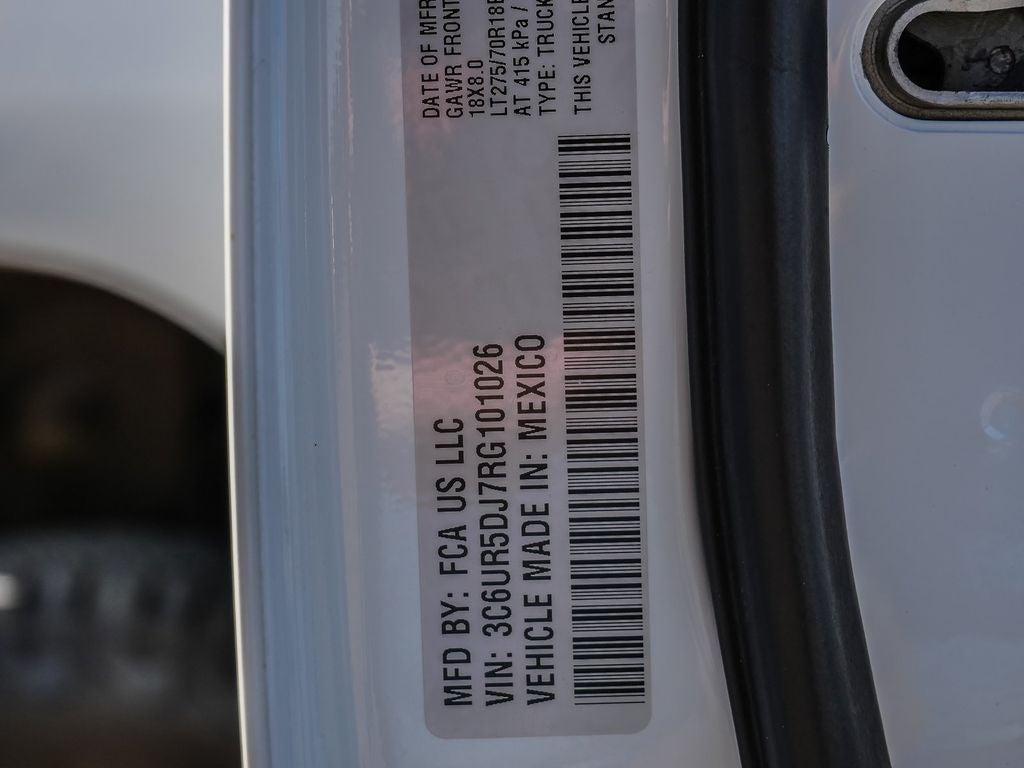 MFD BY: FCA US LLC
DATE OF MFR
VIN: 3C6UR5DJ7RG101026
GAWR FRONT
VEHICLE MADE IN: MEXICO
18X8.0
LT275/70R18
AT 415 kPa /
TYPE: TRUCK
THIS VEHICLE
STAN